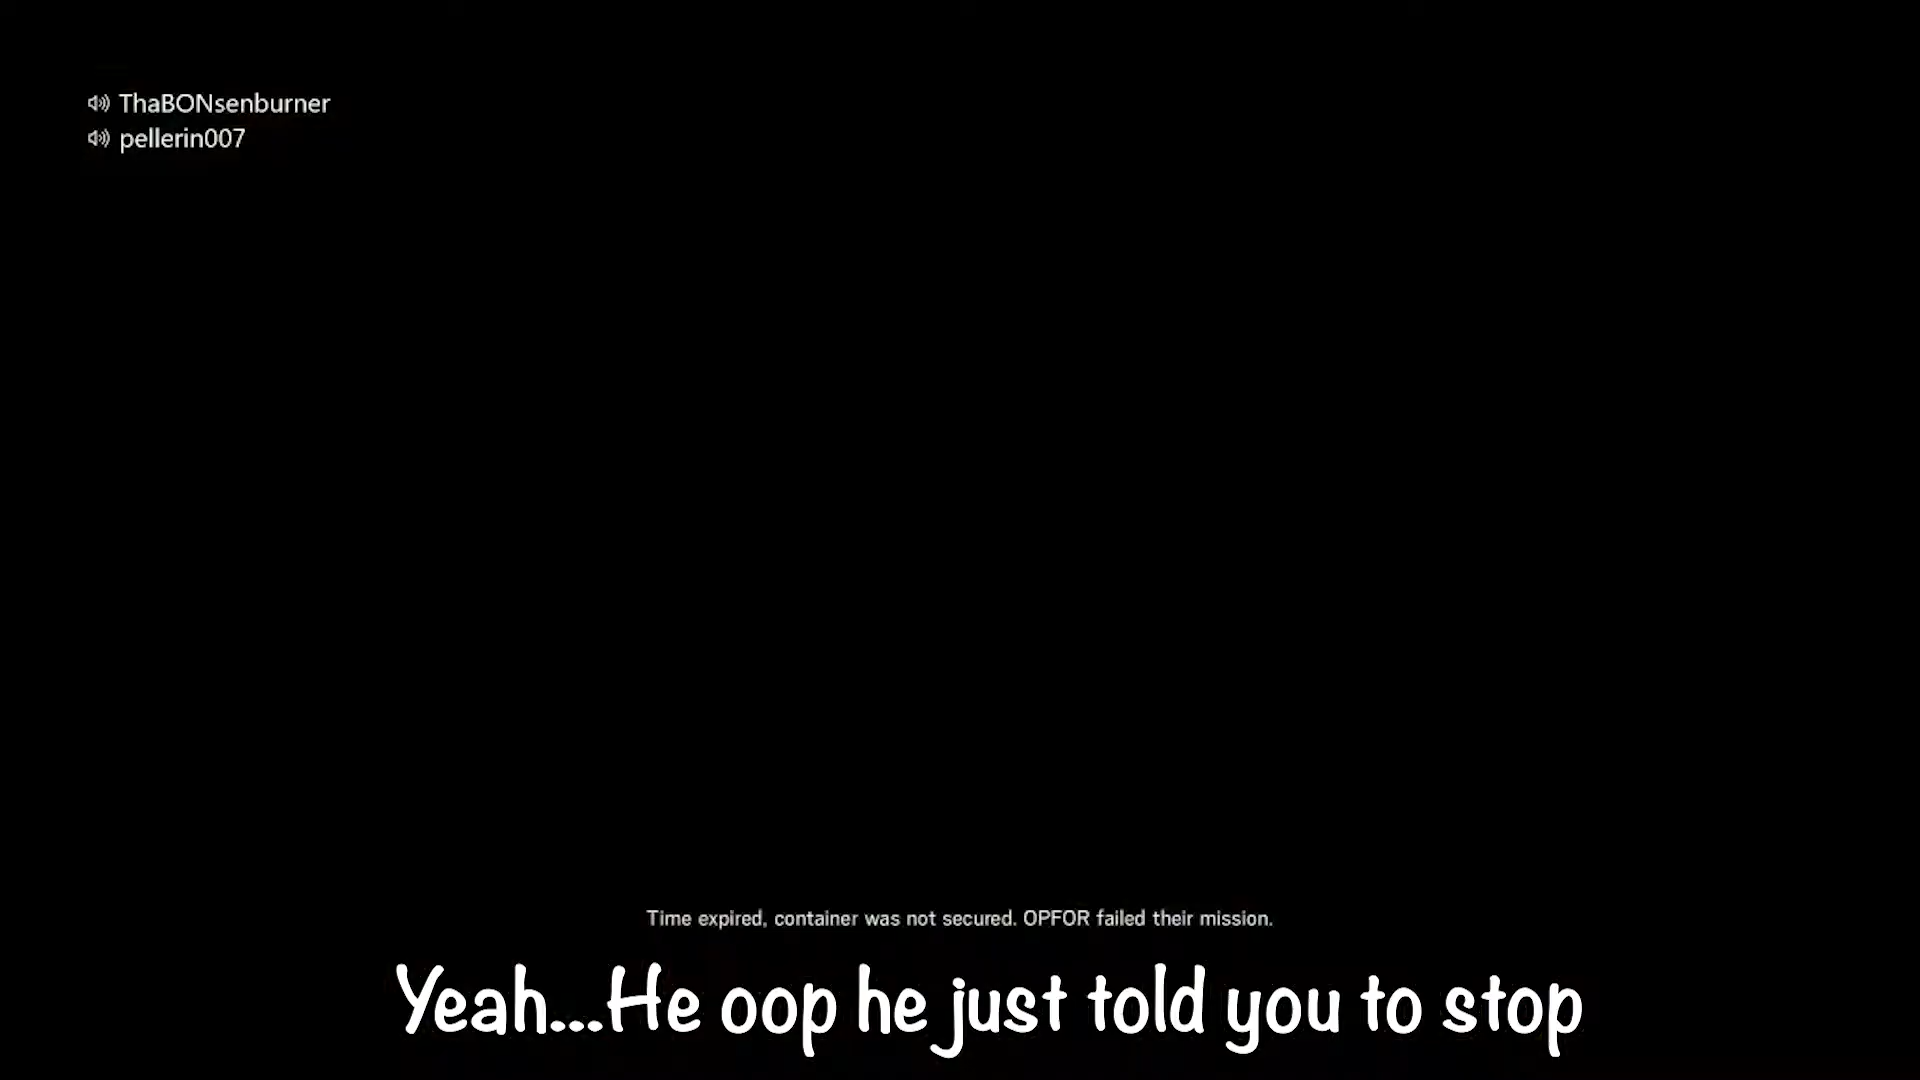 ThaBONsenburner
pellerin007
Time expired, container was not secured. OPFOR failed their mission.
Yeah...He oop he just told you to stop